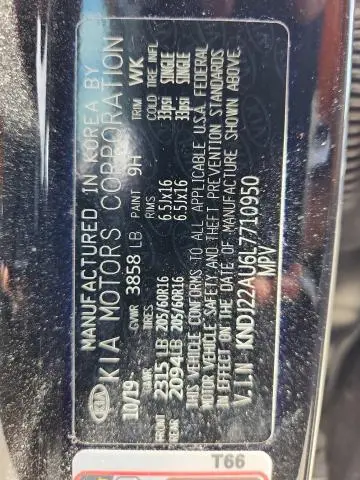 MANUFACTURED IN KOREA BY
KIA MOTORS CORPORATION
KIA
10/19 GVWR 3858 LB PAINT 9H TRIM WK
GAWR TIRES RIMS COLD TIRE INFL.
FRONT 2315 LB 205/60R16 6.5Jx16 33psi SINGLE
REAR 2094 LB 205/60R16 6.5Jx16 33psi SINGLE
THIS VEHICLE CONFORMS TO ALL APPLICABLE U.S.A. FEDERAL
MOTOR VEHICLE SAFETY AND THEFT PREVENTION STANDARDS
IN EFFECT ON THE DATE OF MANUFACTURE SHOWN ABOVE.
V.I.N: KNDJ22AU6L7710950
MPV
T66